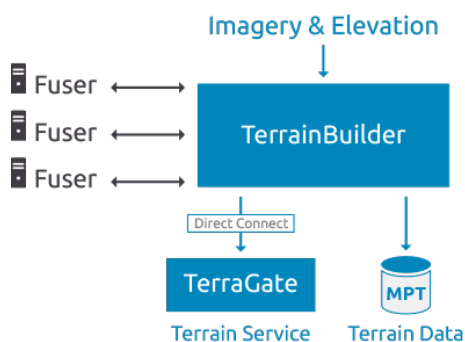 Imagery & Elevation
Fuser
Fuser
Fuser
TerrainBuilder
Direct Connect
TerraGate
MPT
Terrain Service
Terrain Data